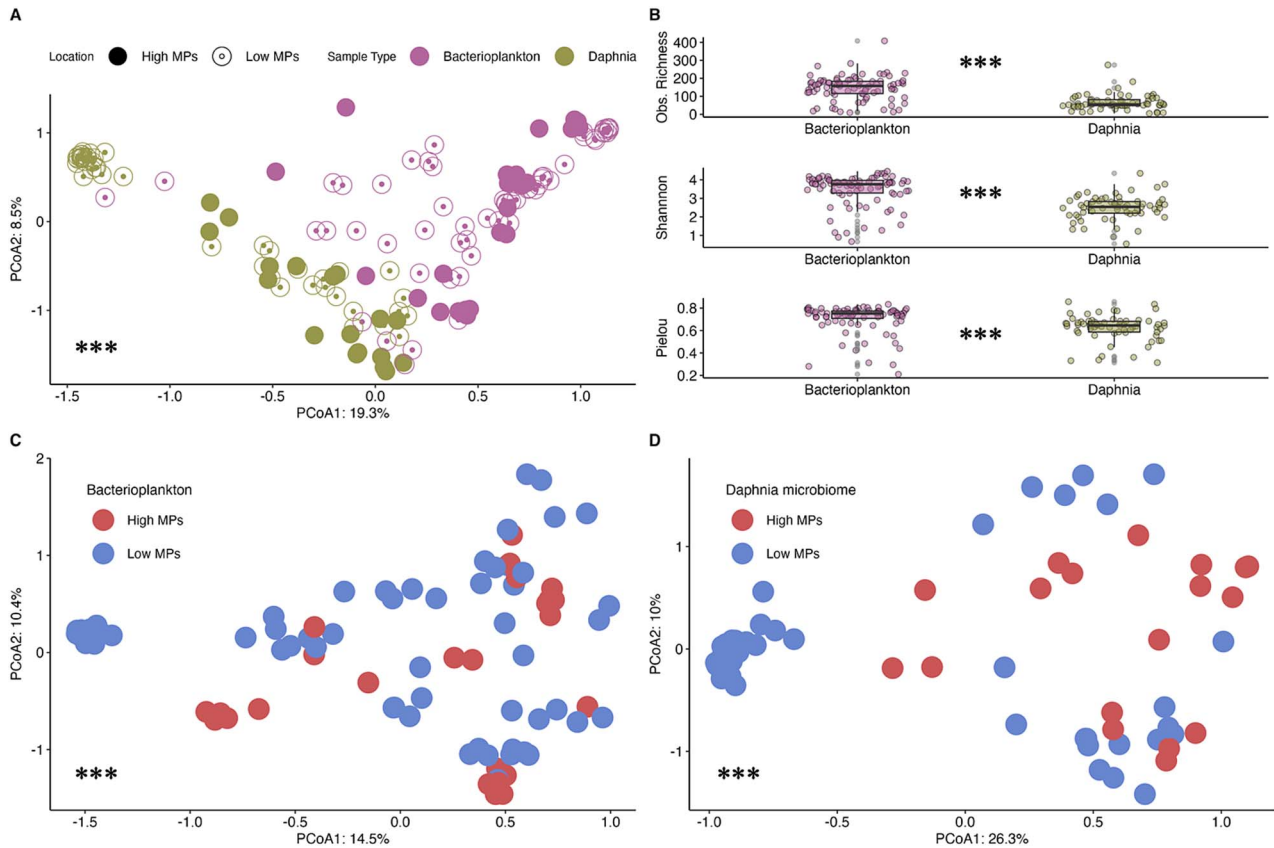 A
Location High MPs Low MPs Sample Type Bacterioplankton Daphnia
1
0
-1
PCoA2: 8.5%
***
-1.5 -1.0 -0.5 0.0 0.5 1.0
PCoA1: 19.3%
B
Obs. Richness
400
300
200
100
0
***
Bacterioplankton Daphnia
Shannnon
4
3
2
1
***
Bacterioplankton Daphnia
Pielou
0.8
0.6
0.4
0.2
***
Bacterioplankton Daphnia
C
2
1
0
-1
PCoA2: 10.4%
Bacterioplankton
High MPs
Low MPs
***
-1.5 -1.0 -0.5 0.0 0.5 1.0
PCoA1: 14.5%
D
1
0
-1
PCoA2: 10%
Daphnia microbiome
High MPs
Low MPs
***
-1.0 -0.5 0.0 0.5 1.0
PCoA1: 26.3%